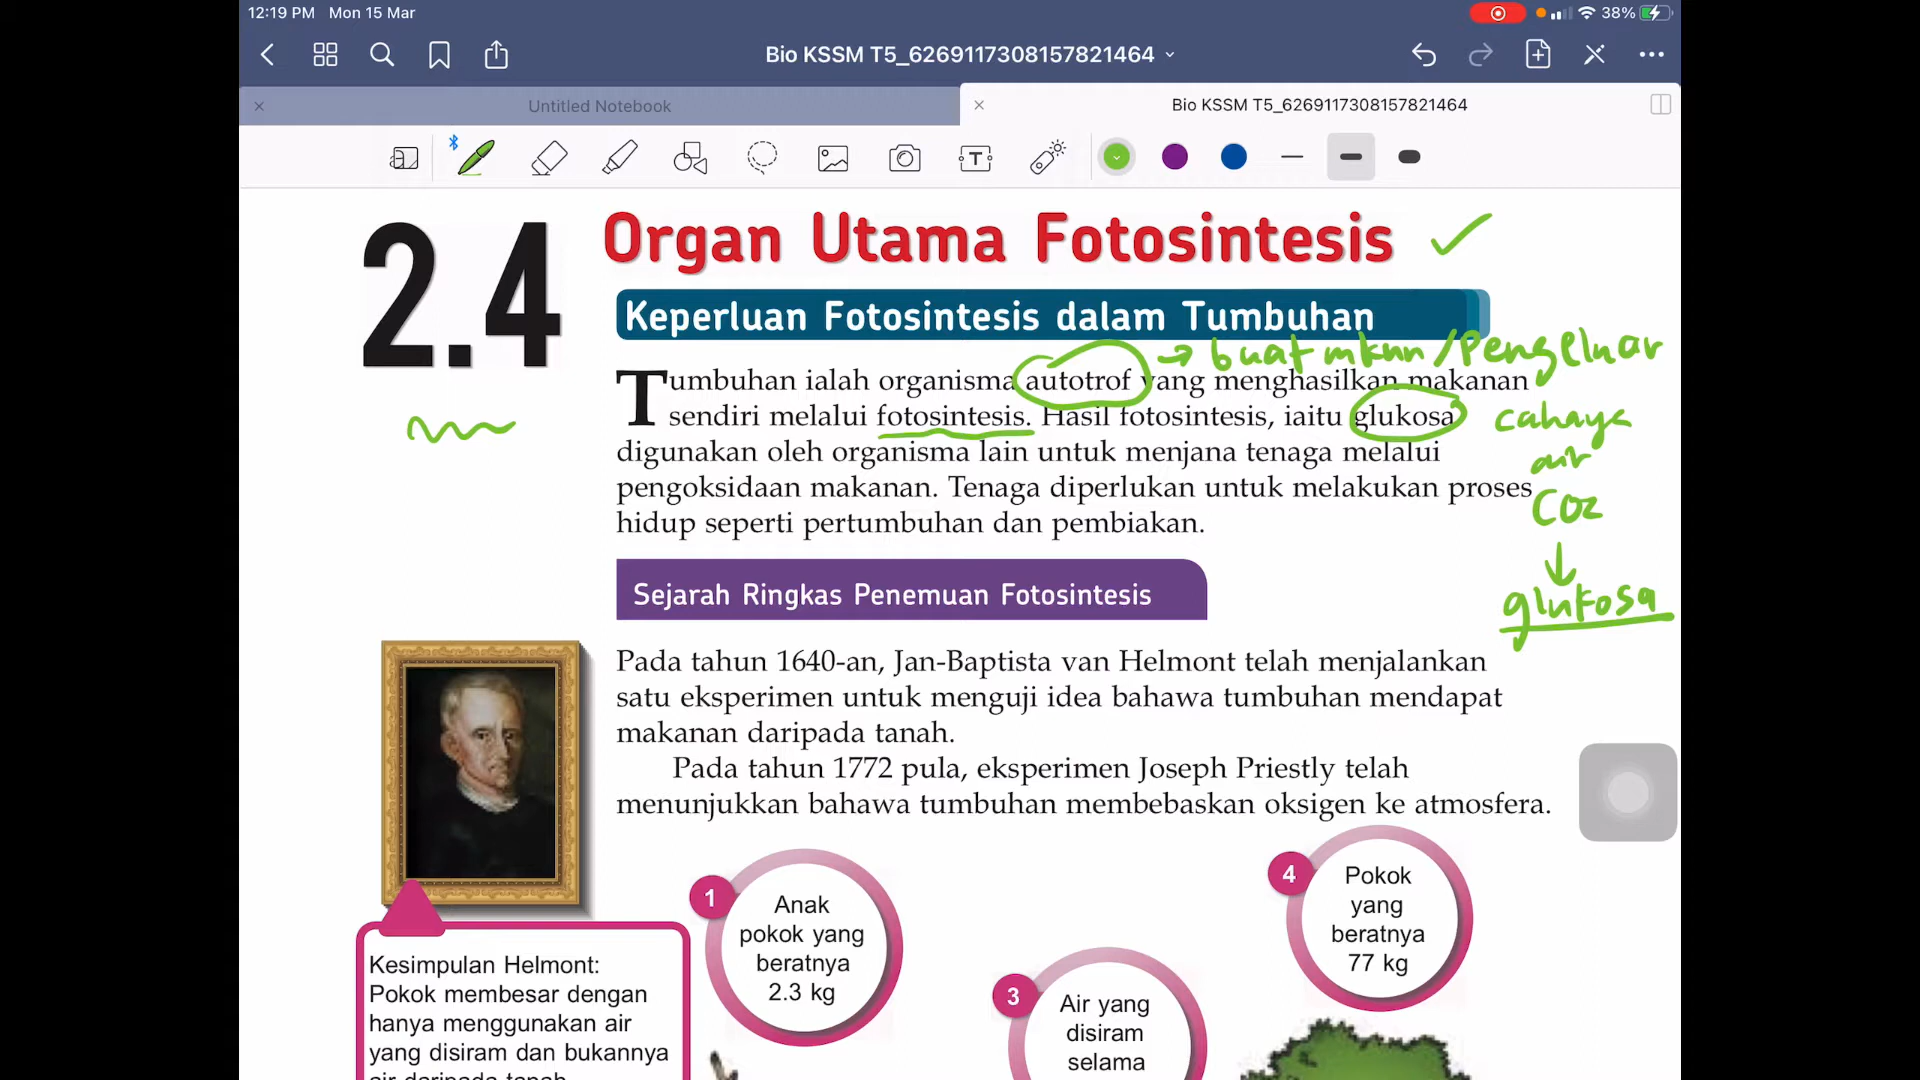 12:19 PM Mon 15 Mar
38%
Bio KSSM T5_6269117308157821464
Untitled Notebook
Bio KSSM T5_6269117308157821464
2.4
Organ Utama Fotosintesis
Keperluan Fotosintesis dalam Tumbuhan
→ buat mknn / Pengeluar
Tumbuhan ialah organisma autotrof yang menghasilkan makanan
sendiri melalui fotosintesis. Hasil fotosintesis, iaitu glukosa
digunakan oleh organisma lain untuk menjana tenaga melalui
pengoksidaan makanan. Tenaga diperlukan untuk melakukan proses
hidup seperti pertumbuhan dan pembiakan.
cahaya
air
CO2
↓
glukosa
Sejarah Ringkas Penemuan Fotosintesis
Pada tahun 1640-an, Jan-Baptista van Helmont telah menjalankan
satu eksperimen untuk menguji idea bahawa tumbuhan mendapat
makanan daripada tanah.
Pada tahun 1772 pula, eksperimen Joseph Priestly telah
menunjukkan bahawa tumbuhan membebaskan oksigen ke atmosfera.
Kesimpulan Helmont:
Pokok membesar dengan
hanya menggunakan air
yang disiram dan bukannya
air daripada tanah
1
Anak
pokok yang
beratnya
2.3 kg
3
Air yang
disiram
selama
4
Pokok
yang
beratnya
77 kg